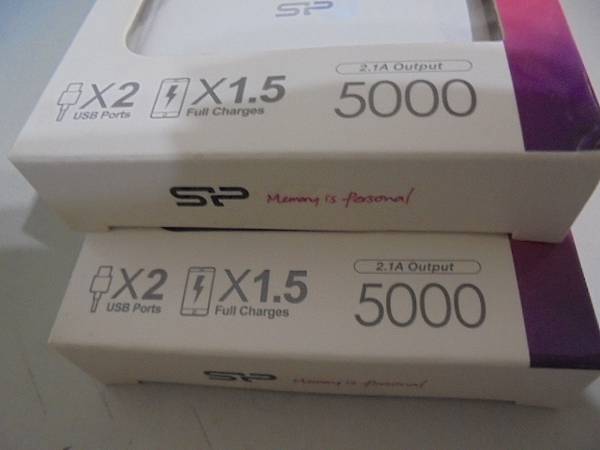 SP
2.1A Output
X2 X1.5 5000
USB Ports Full Charges
SP Memory is Personal
2.1A Output
X2 X1.5 5000
USB Ports Full Charges
SP Memory is Personal